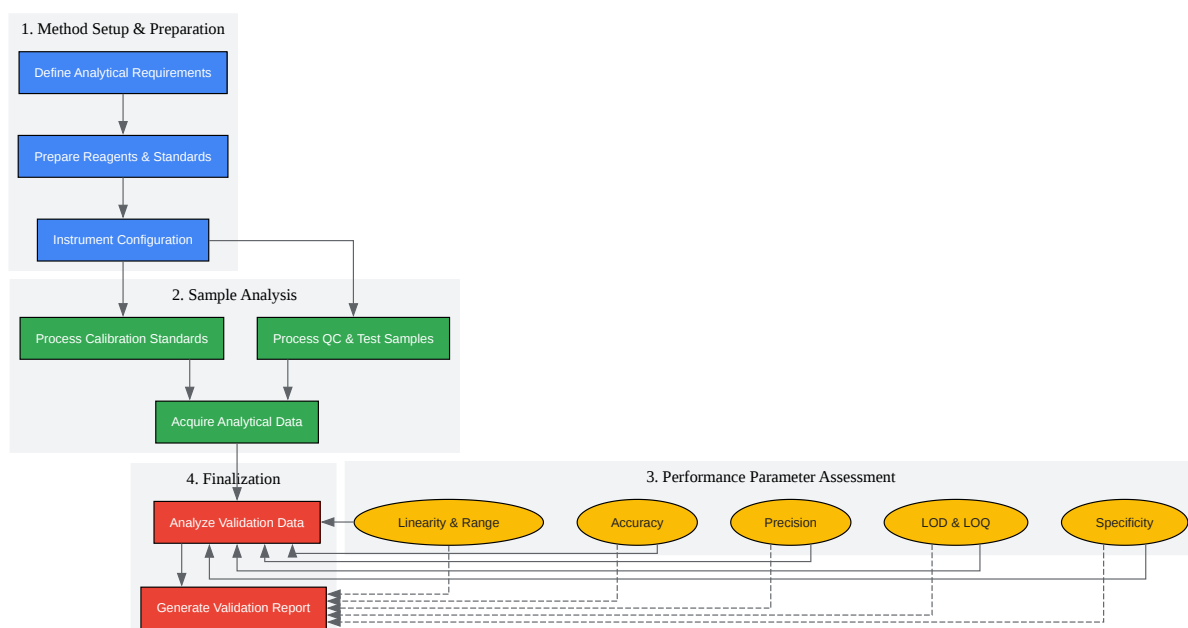 1. Method Setup & Preparation
Define Analytical Requirements
Prepare Reagents & Standards
Instrument Configuration
2. Sample Analysis
Process Calibration Standards
Process QC & Test Samples
Acquire Analytical Data
4. Finalization
3. Performance Parameter Assessment
Analyze Validation Data
Linearity & Range
Accuracy
Precision
LOD & LOQ
Specificity
Generate Validation Report